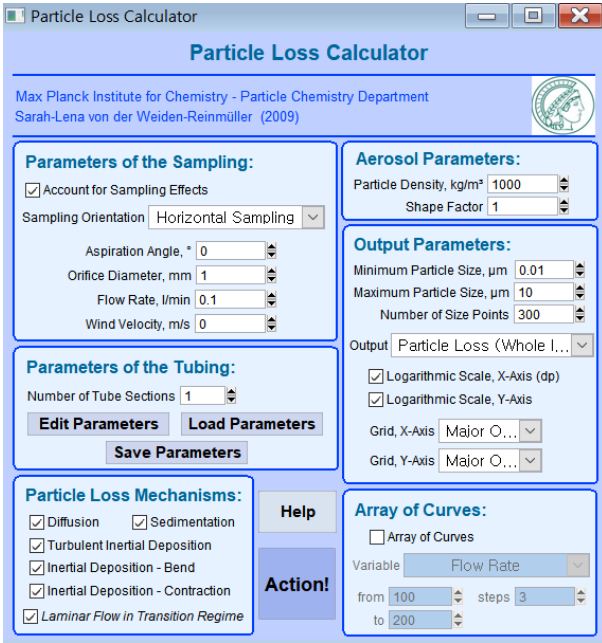 Particle Loss Calculator
Particle Loss Calculator
Max Planck Institute for Chemistry - Particle Chemistry Department
Sarah-Lena von der Weiden-Reinmüller (2009)
Parameters of the Sampling:
Account for Sampling Effects
Sampling Orientation Horizontal Sampling
Aspiration Angle, ° 0
Orifice Diameter, mm 1
Flow Rate, l/min 0.1
Wind Velocity, m/s 0
Parameters of the Tubing:
Number of Tube Sections 1
Edit Parameters Load Parameters
Save Parameters
Particle Loss Mechanisms:
Diffusion Sedimentation
Turbulent Inertial Deposition
Inertial Deposition - Bend
Inertial Deposition - Contraction
Laminar Flow in Transition Regime
Help
Action!
Aerosol Parameters:
Particle Density, kg/m³ 1000
Shape Factor 1
Output Parameters:
Minimum Particle Size, µm 0.01
Maximum Particle Size, µm 10
Number of Size Points 300
Output Particle Loss (Whole I...
Logarithmic Scale, X-Axis (dp)
Logarithmic Scale, Y-Axis
Grid, X-Axis Major O...
Grid, Y-Axis Major O...
Array of Curves:
Array of Curves
Variable Flow Rate
from 100 steps 3
to 200